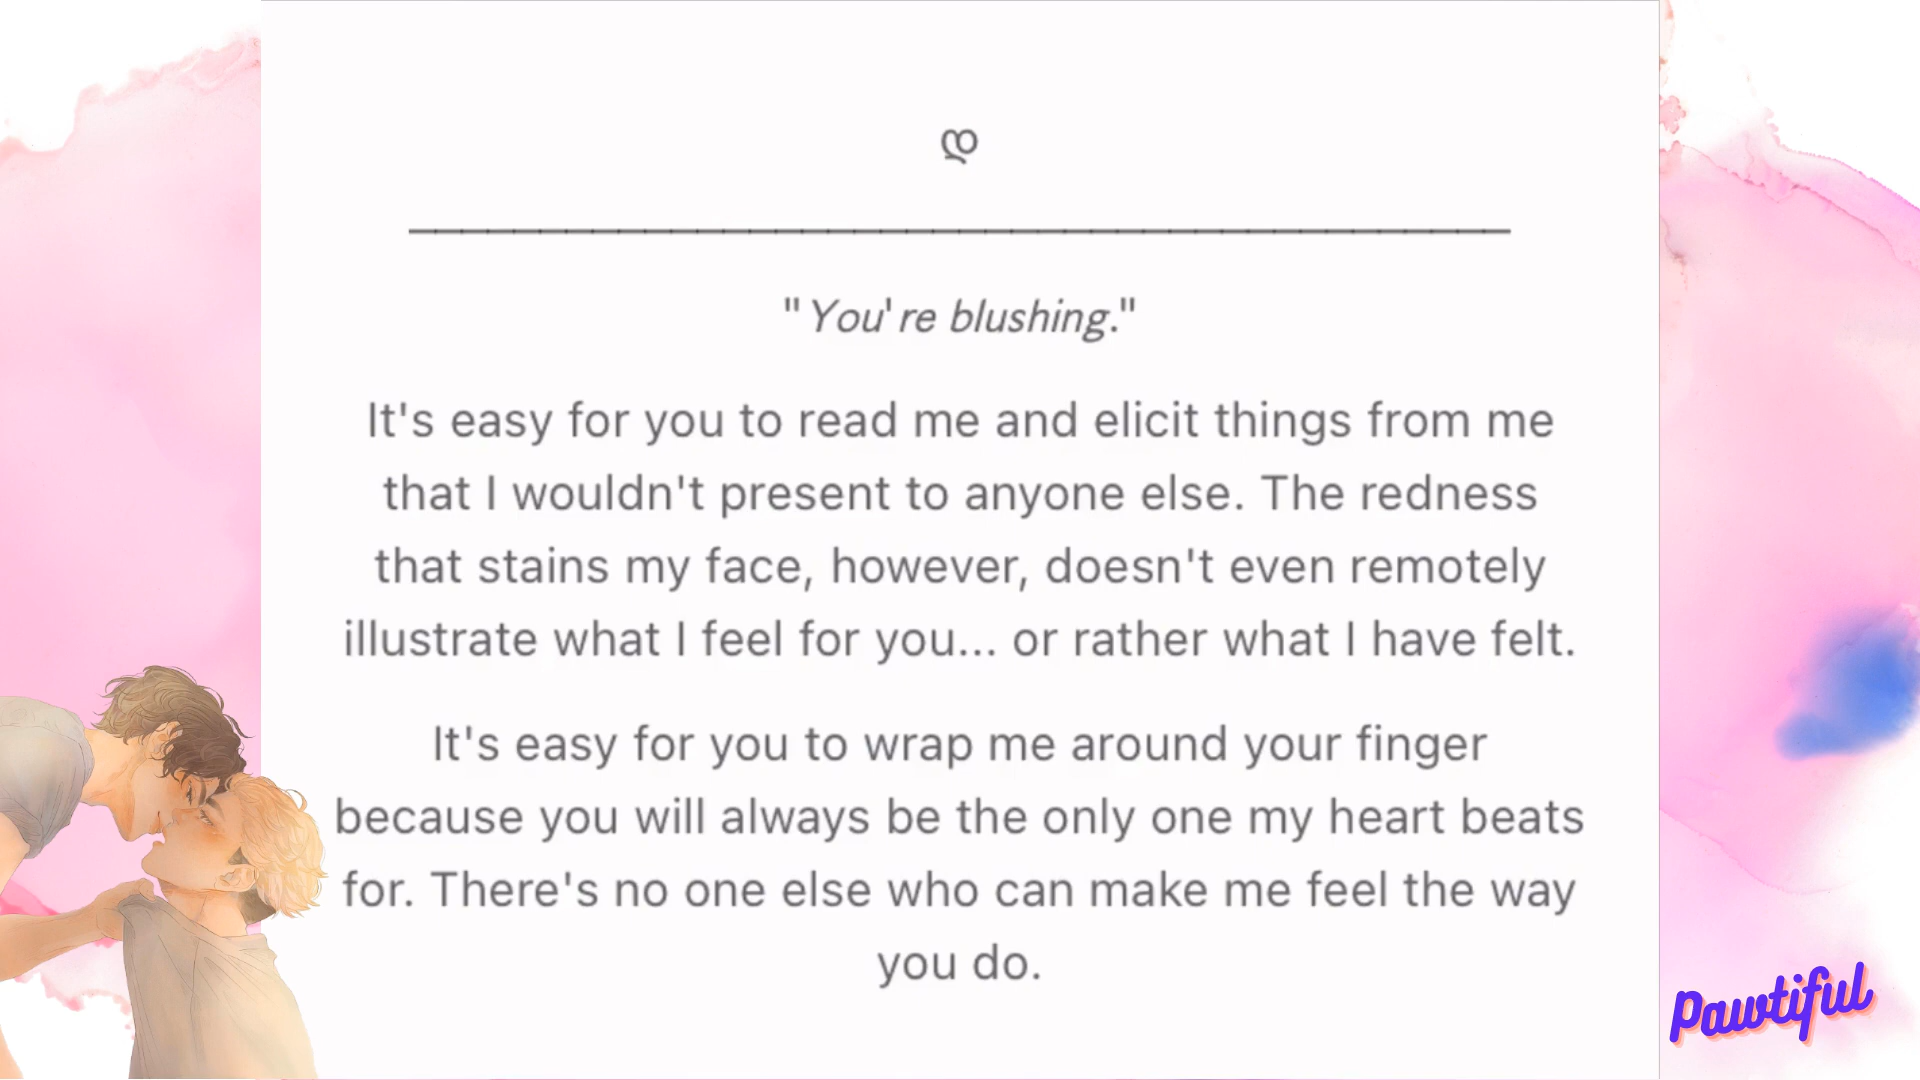 ღ
"You're blushing."
It's easy for you to read me and elicit things from me
that I wouldn't present to anyone else. The redness
that stains my face, however, doesn't even remotely
illustrate what I feel for you... or rather what I have felt.
It's easy for you to wrap me around your finger
because you will always be the only one my heart beats
for. There's no one else who can make me feel the way
you do.
Pawtiful